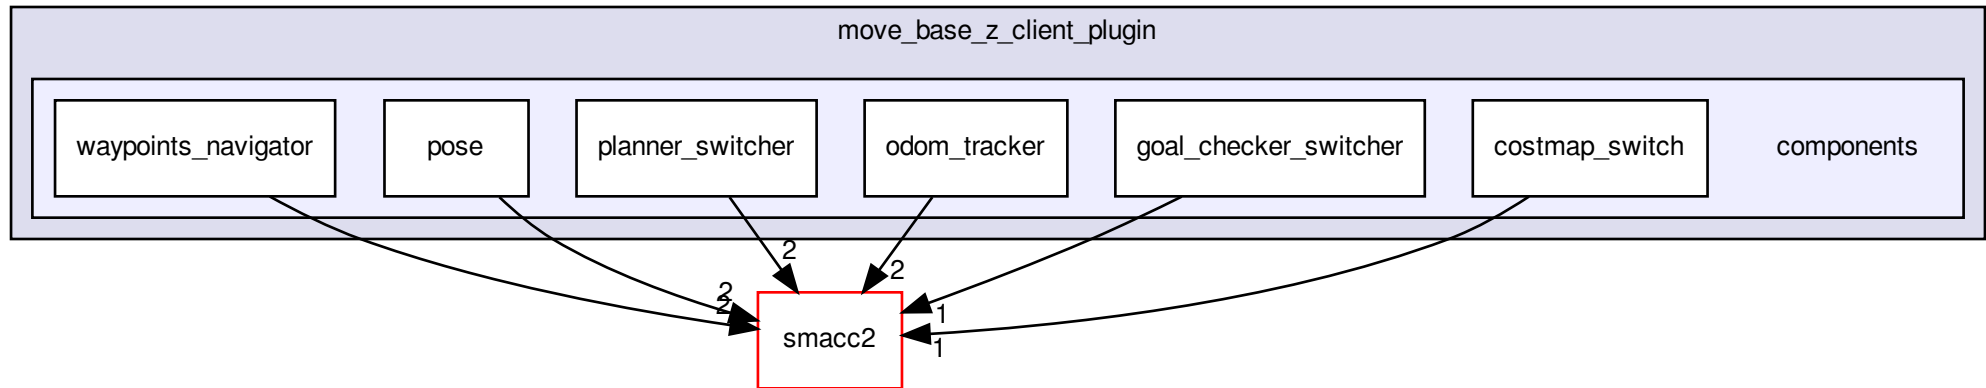 move_base_z_client_plugin
waypoints_navigator
pose
planner_switcher
odom_tracker
goal_checker_switcher
costmap_switch
components
2
2
2
2
1
1
smacc2